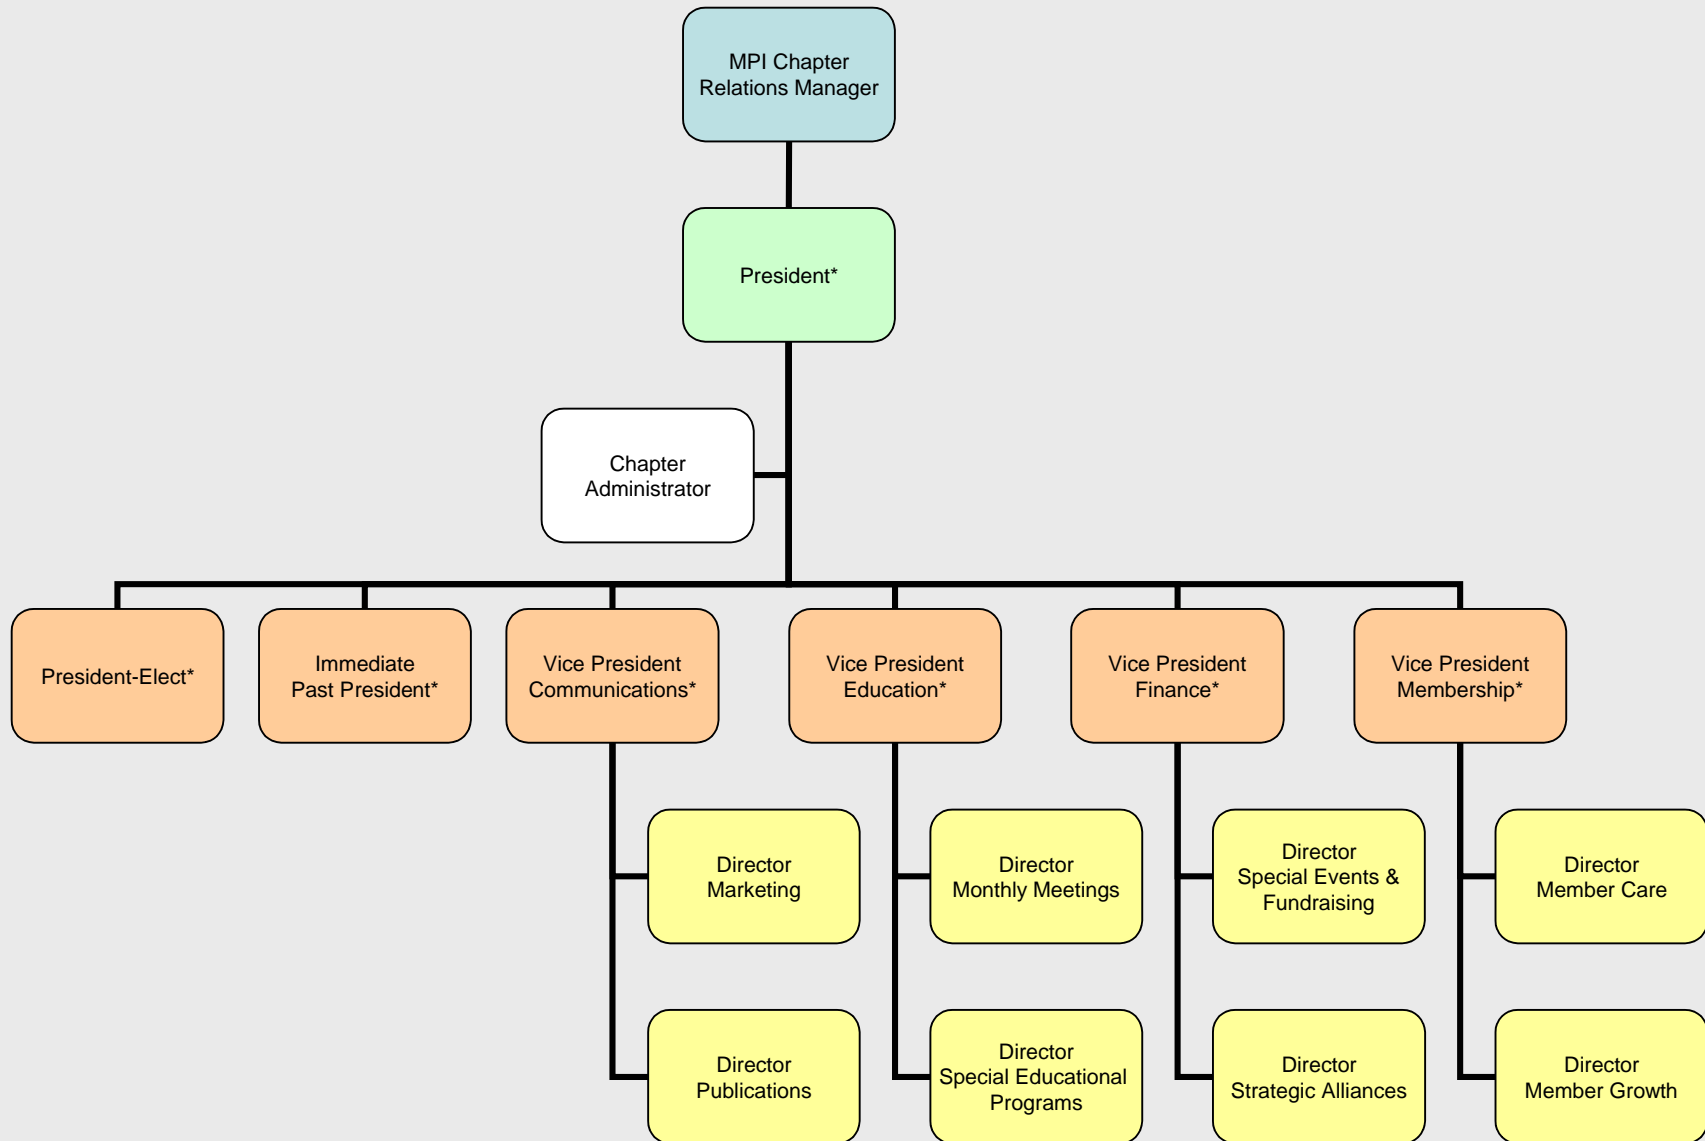 MPI Chapter
Relations Manager
President*
Chapter
Administrator
President-Elect*
Immediate
Past President*
Vice President
Communications*
Vice President
Education*
Vice President
Finance*
Vice President
Membership*
Director
Marketing
Director
Monthly Meetings
Director
Special Events &
Fundraising
Director
Member Care
Director
Publications
Director
Special Educational
Programs
Director
Strategic Alliances
Director
Member Growth